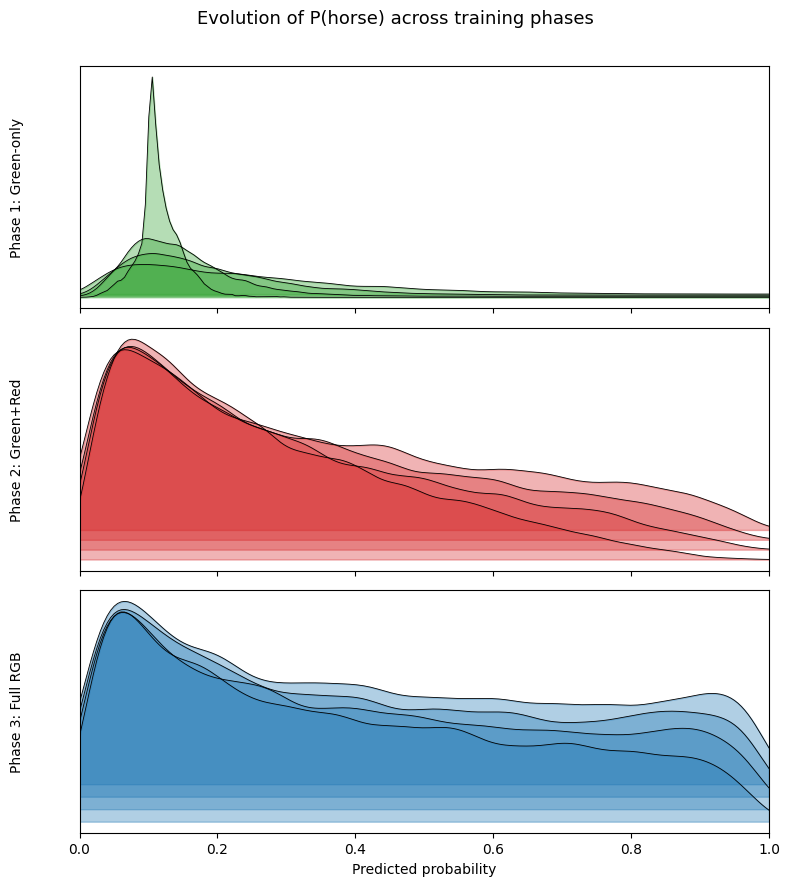 Evolution of P(horse) across training phases
Phase 1: Green-only
Phase 2: Green+Red
Phase 3: Full RGB
0.0 0.2 0.4 0.6 0.8 1.0
Predicted probability